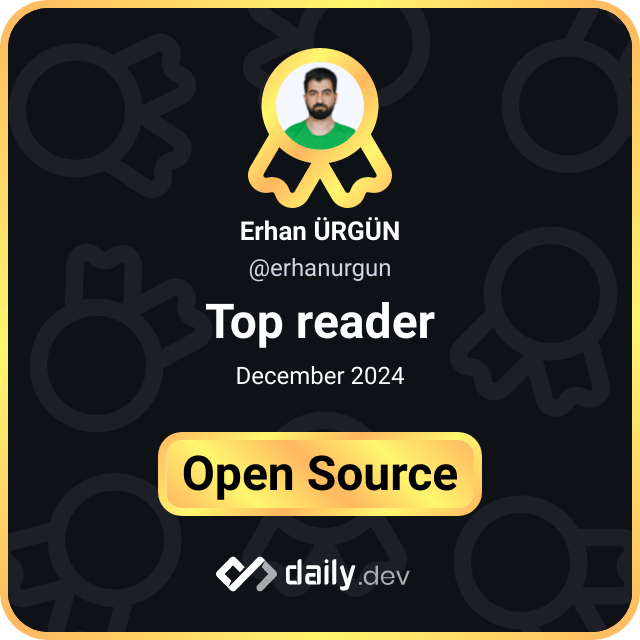 Erhan ÜRGÜN
@erhanurgun
Top reader
December 2024
Open Source
daily.dev